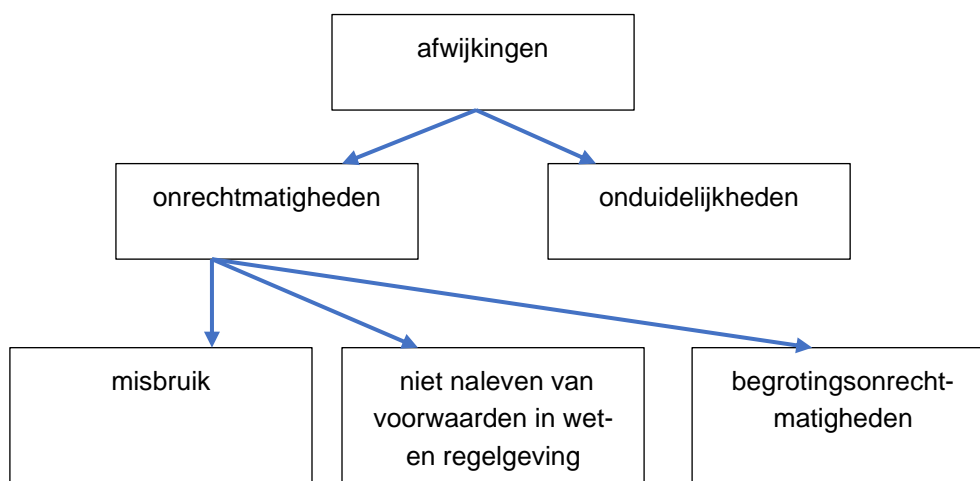 afwijkingen
onrechtmatigheden
onduidelijkheden
misbruik
niet naleven van
voorwaarden in wet-
en regelgeving
begrotingsonrecht-
matigheden